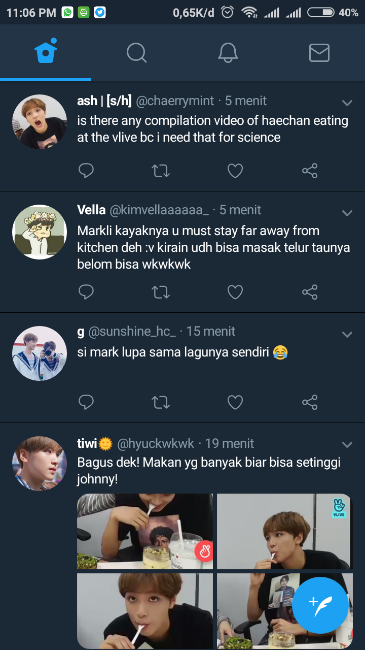 11:06 PM 0,65K/d 40%
ash | [s/h] @chaerrymint · 5 menit
is there any compilation video of haechan eating
at the vlive bc i need that for science
Vella @kimvellaaaaaa_ · 5 menit
Markli kayaknya u must stay far away from
kitchen deh :v kirain udh bisa masak telur taunya
belom bisa wkwkwk
g @sunshine_hc_ · 15 menit
si mark lupa sama lagunya sendiri 😂
tiwi🌞 @hyuckwkwk · 19 menit
Bagus dek! Makan yg banyak biar bisa setinggi
johnny!